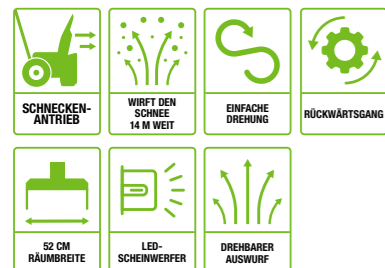 SCHNECKEN-
ANTRIEB
WIRFT DEN
SCHNEE
14 M WEIT
EINFACHE
DREHUNG
RÜCKWÄRTSGANG
52 CM
RÄUMBREITE
LED-
SCHEINWERFER
DREHBARER
AUSWURF